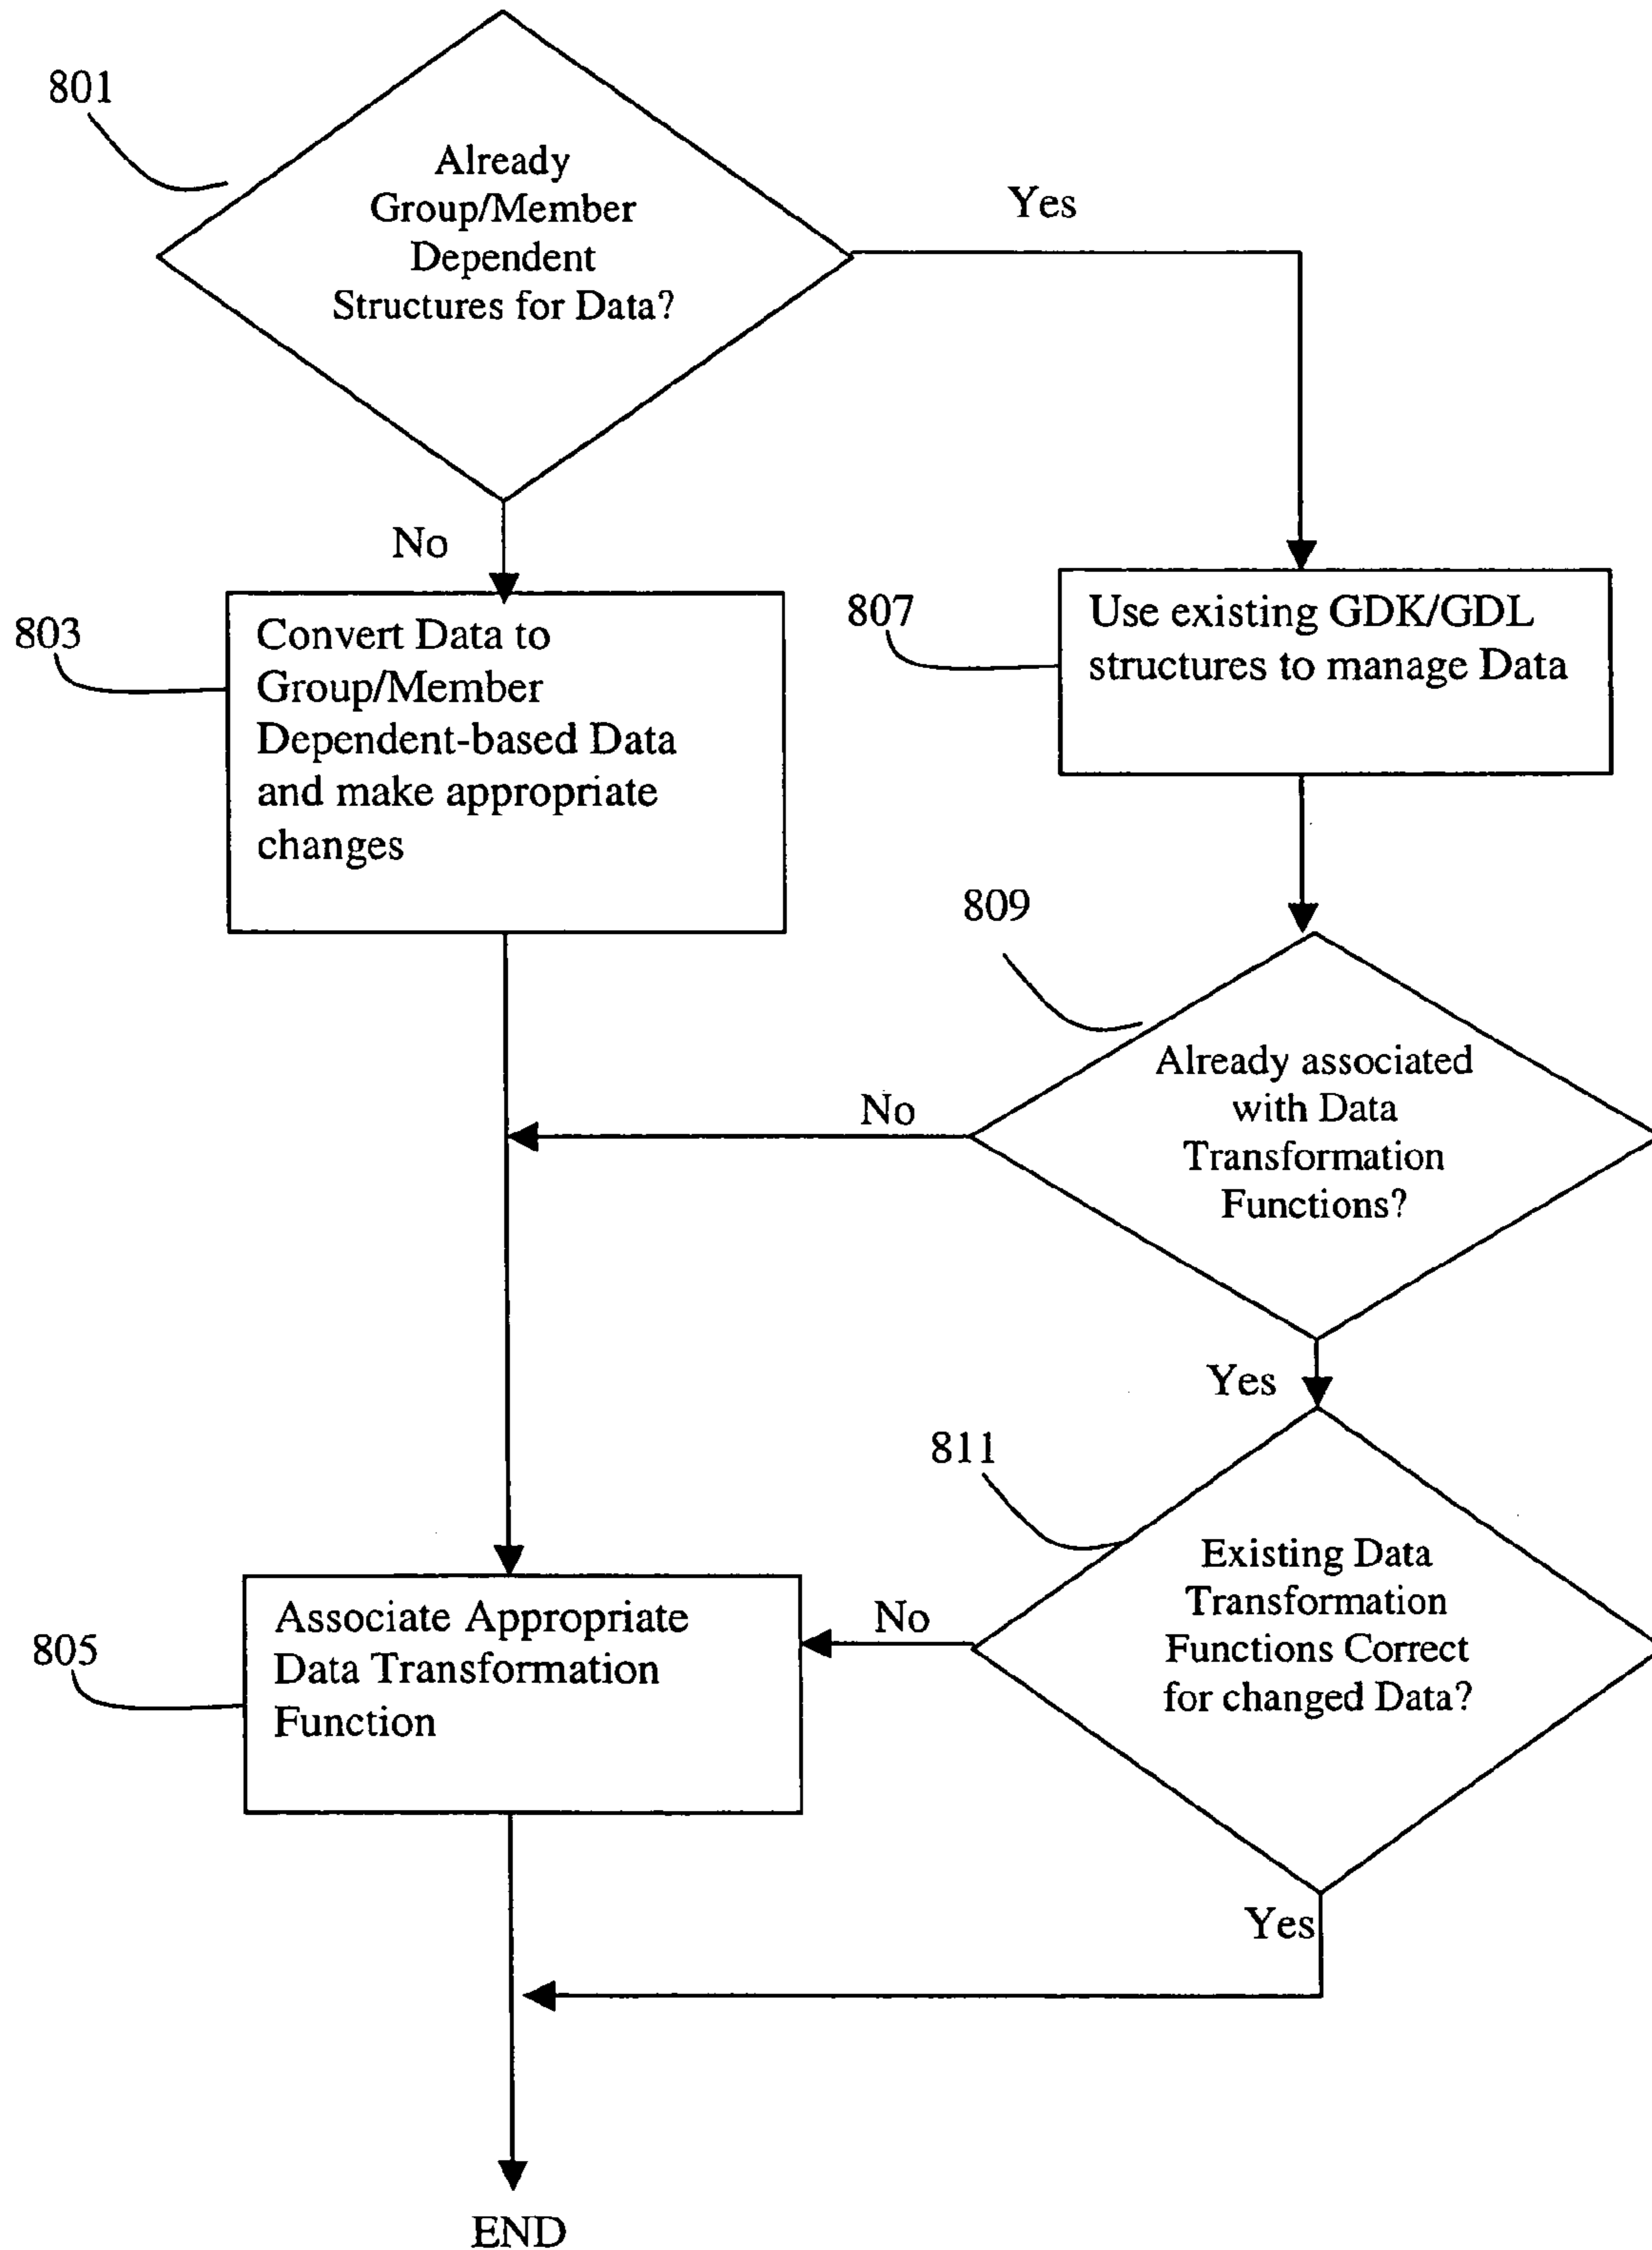 801
Already
Group/Member
Dependent
Structures for Data?
Yes
No
803
Convert Data to
Group/Member
Dependent-based Data
and make appropriate
changes
807
Use existing GDK/GDL
structures to manage Data
809
Already associated
with Data
Transformation
Functions?
No
Yes
811
Existing Data
Transformation
Functions Correct
for changed Data?
No
805
Associate Appropriate
Data Transformation
Function
Yes
END